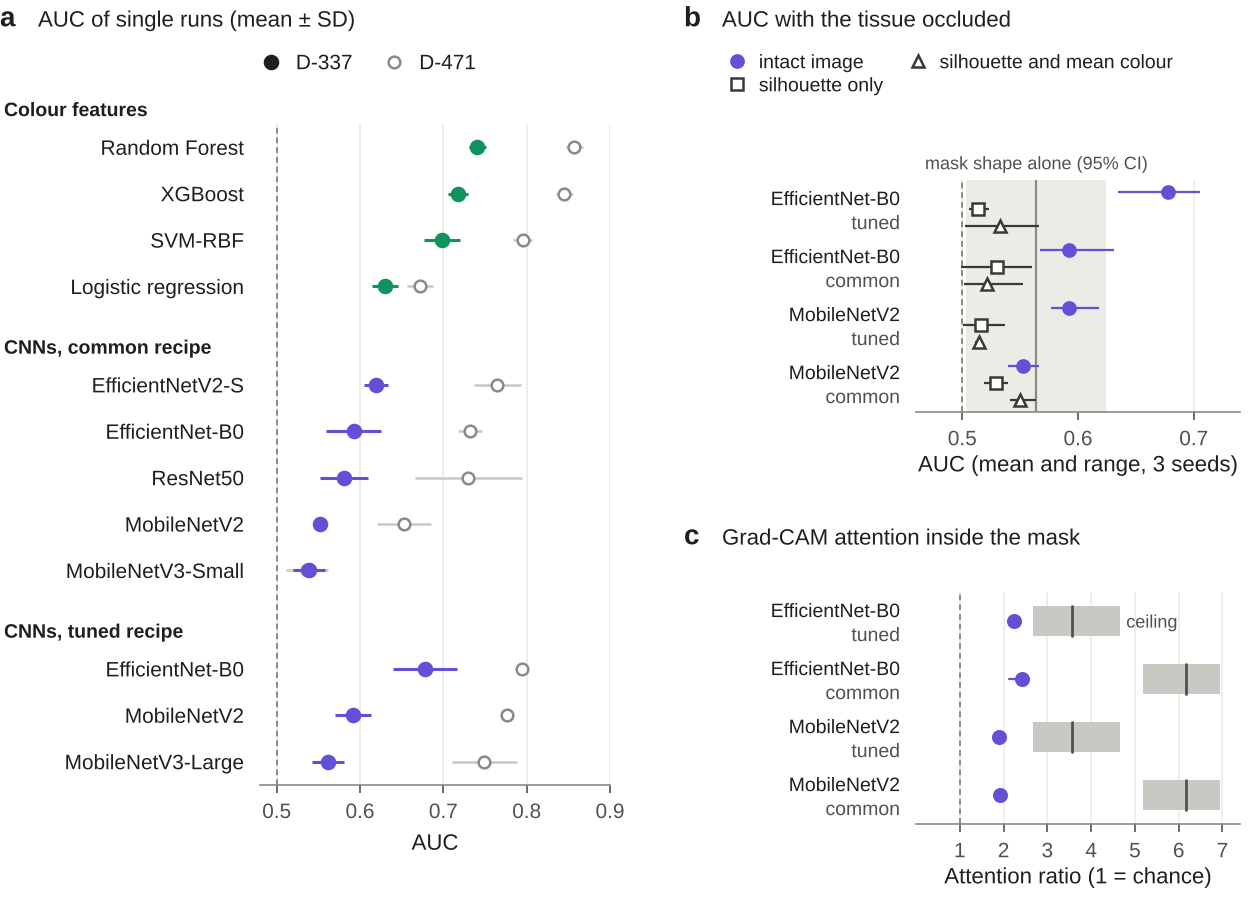 a AUC of single runs (mean ± SD)
D-337 D-471
Colour features
Random Forest
XGBoost
SVM-RBF
Logistic regression
CNNs, common recipe
EfficientNetV2-S
EfficientNet-B0
ResNet50
MobileNetV2
MobileNetV3-Small
CNNs, tuned recipe
EfficientNet-B0
MobileNetV2
MobileNetV3-Large
0.5 0.6 0.7 0.8 0.9
AUC
b AUC with the tissue occluded
intact image silhouette and mean colour
silhouette only
mask shape alone (95% CI)
EfficientNet-B0
tuned
EfficientNet-B0
common
MobileNetV2
tuned
MobileNetV2
common
0.5 0.6 0.7
AUC (mean and range, 3 seeds)
c Grad-CAM attention inside the mask
EfficientNet-B0
tuned
ceiling
EfficientNet-B0
common
MobileNetV2
tuned
MobileNetV2
common
1 2 3 4 5 6 7
Attention ratio (1 = chance)